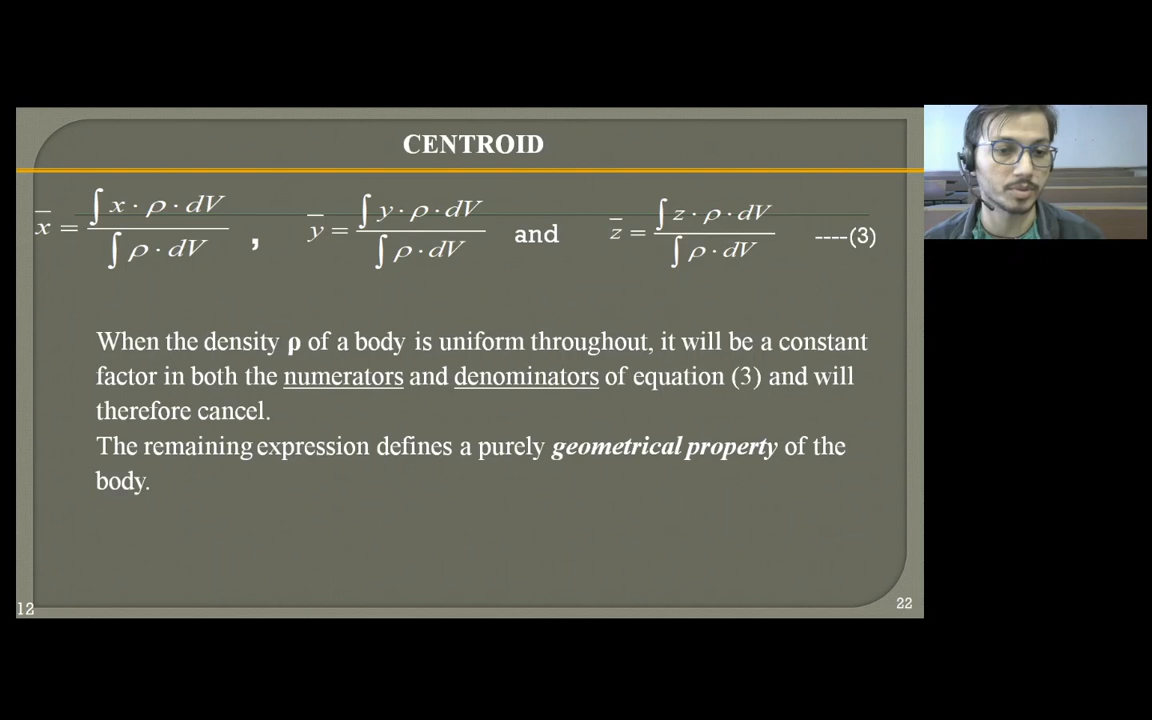 CENTROID
x̄ = ∫ x · ρ · dV / ∫ ρ · dV , ȳ = ∫ y · ρ · dV / ∫ ρ · dV and z̄ = ∫ z · ρ · dV / ∫ ρ · dV ----(3)
When the density ρ of a body is uniform throughout, it will be a constant
factor in both the numerators and denominators of equation (3) and will
therefore cancel.
The remaining expression defines a purely geometrical property of the
body.
12
22